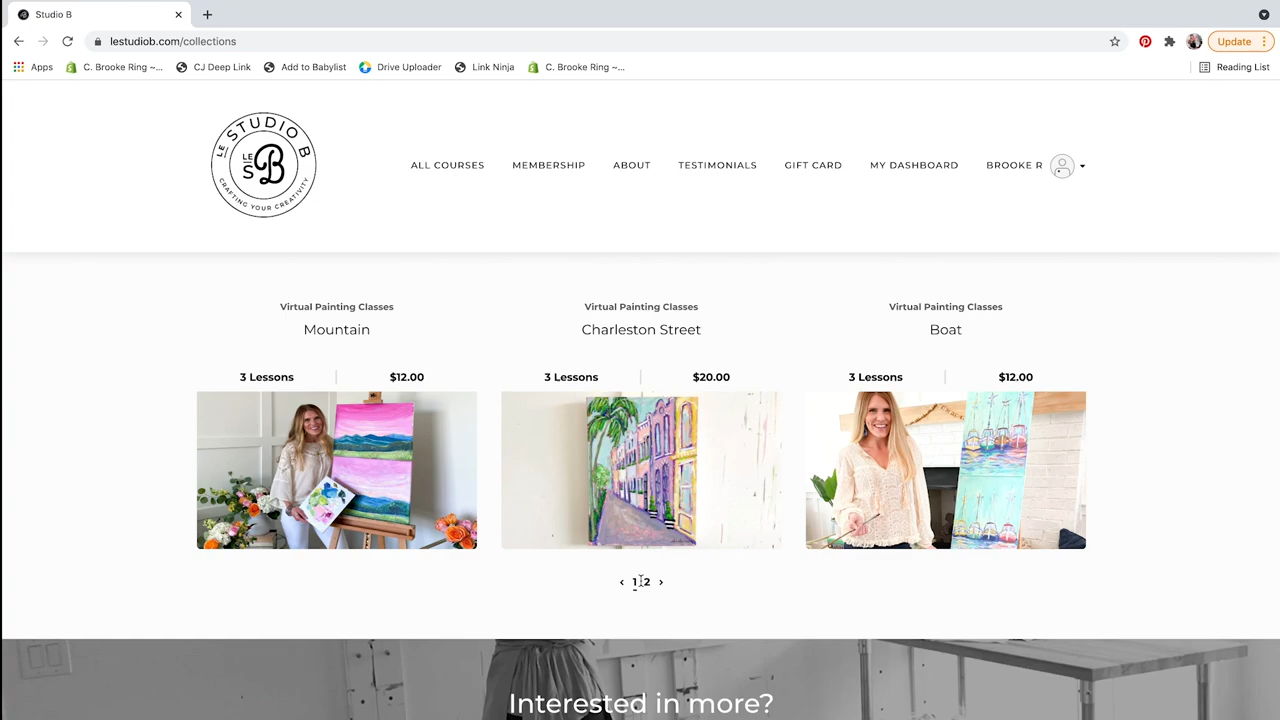 Studio B
lestudiob.com/collections
Update
Apps
C. Brooke Ring ~...
CJ Deep Link
Add to Babylist
Drive Uploader
Link Ninja
C. Brooke Ring ~...
Reading List
LE STUDIO B
LE
S B
CRAFTING YOUR CREATIVITY
ALL COURSES
MEMBERSHIP
ABOUT
TESTIMONIALS
GIFT CARD
MY DASHBOARD
BROOKE R
Virtual Painting Classes
Mountain
3 Lessons
$12.00
Virtual Painting Classes
Charleston Street
3 Lessons
$20.00
Virtual Painting Classes
Boat
3 Lessons
$12.00
‹ 1 2 ›
Interested in more?